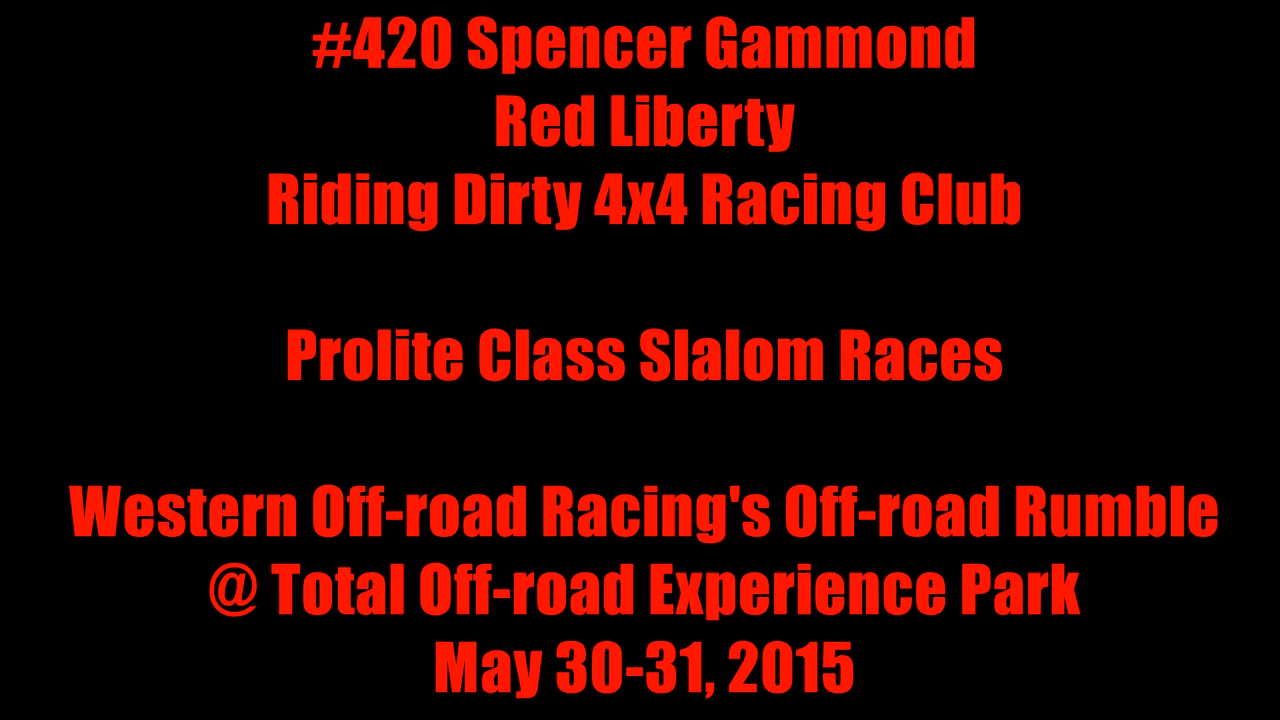 #420 Spencer Gammond
Red Liberty
Riding Dirty 4x4 Racing Club
Prolite Class Slalom Races
Western Off-road Racing's Off-road Rumble
@ Total Off-road Experience Park
May 30-31, 2015